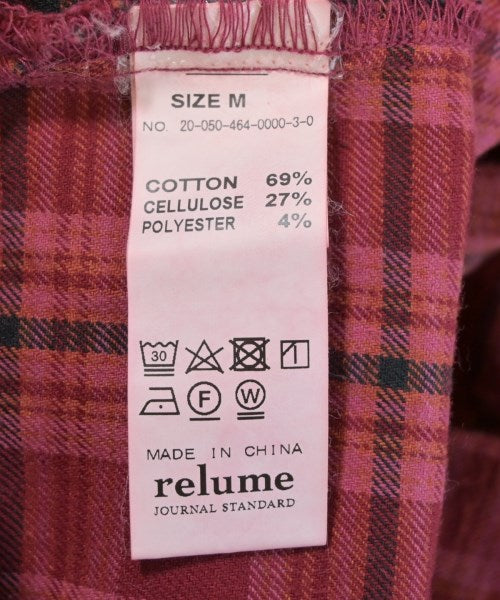 SIZE M
NO. 20-050-464-0000-3-0
COTTON 69%
CELLULOSE 27%
POLYESTER 4%
30
F W
MADE IN CHINA
relume
JOURNAL STANDARD